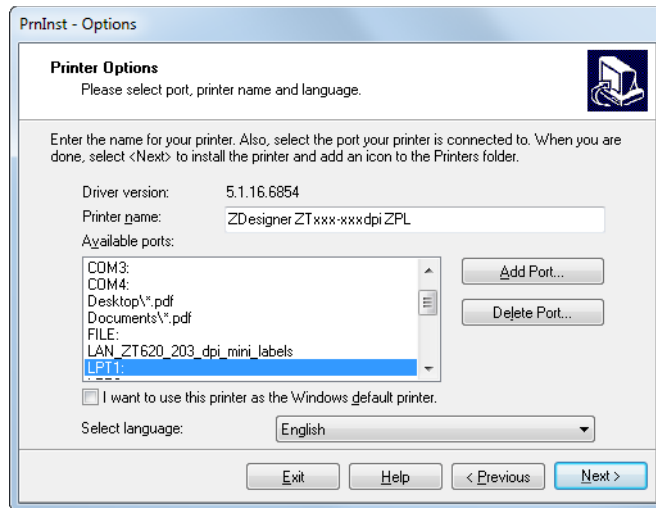 PrnInst - Options
Printer Options
Please select port, printer name and language.
Enter the name for your printer. Also, select the port your printer is connected to. When you are
done, select <Next> to install the printer and add an icon to the Printers folder.
Driver version: 5.1.16.6854
Printer name: ZDesigner ZTxxx-xxxdpi ZPL
Available ports:
COM3:
COM4:
Desktop\*.pdf
Documents\*.pdf
FILE:
LAN_ZT620_203_dpi_mini_labels
LPT1:
Add Port...
Delete Port...
I want to use this printer as the Windows default printer.
Select language: English
Exit Help < Previous Next >